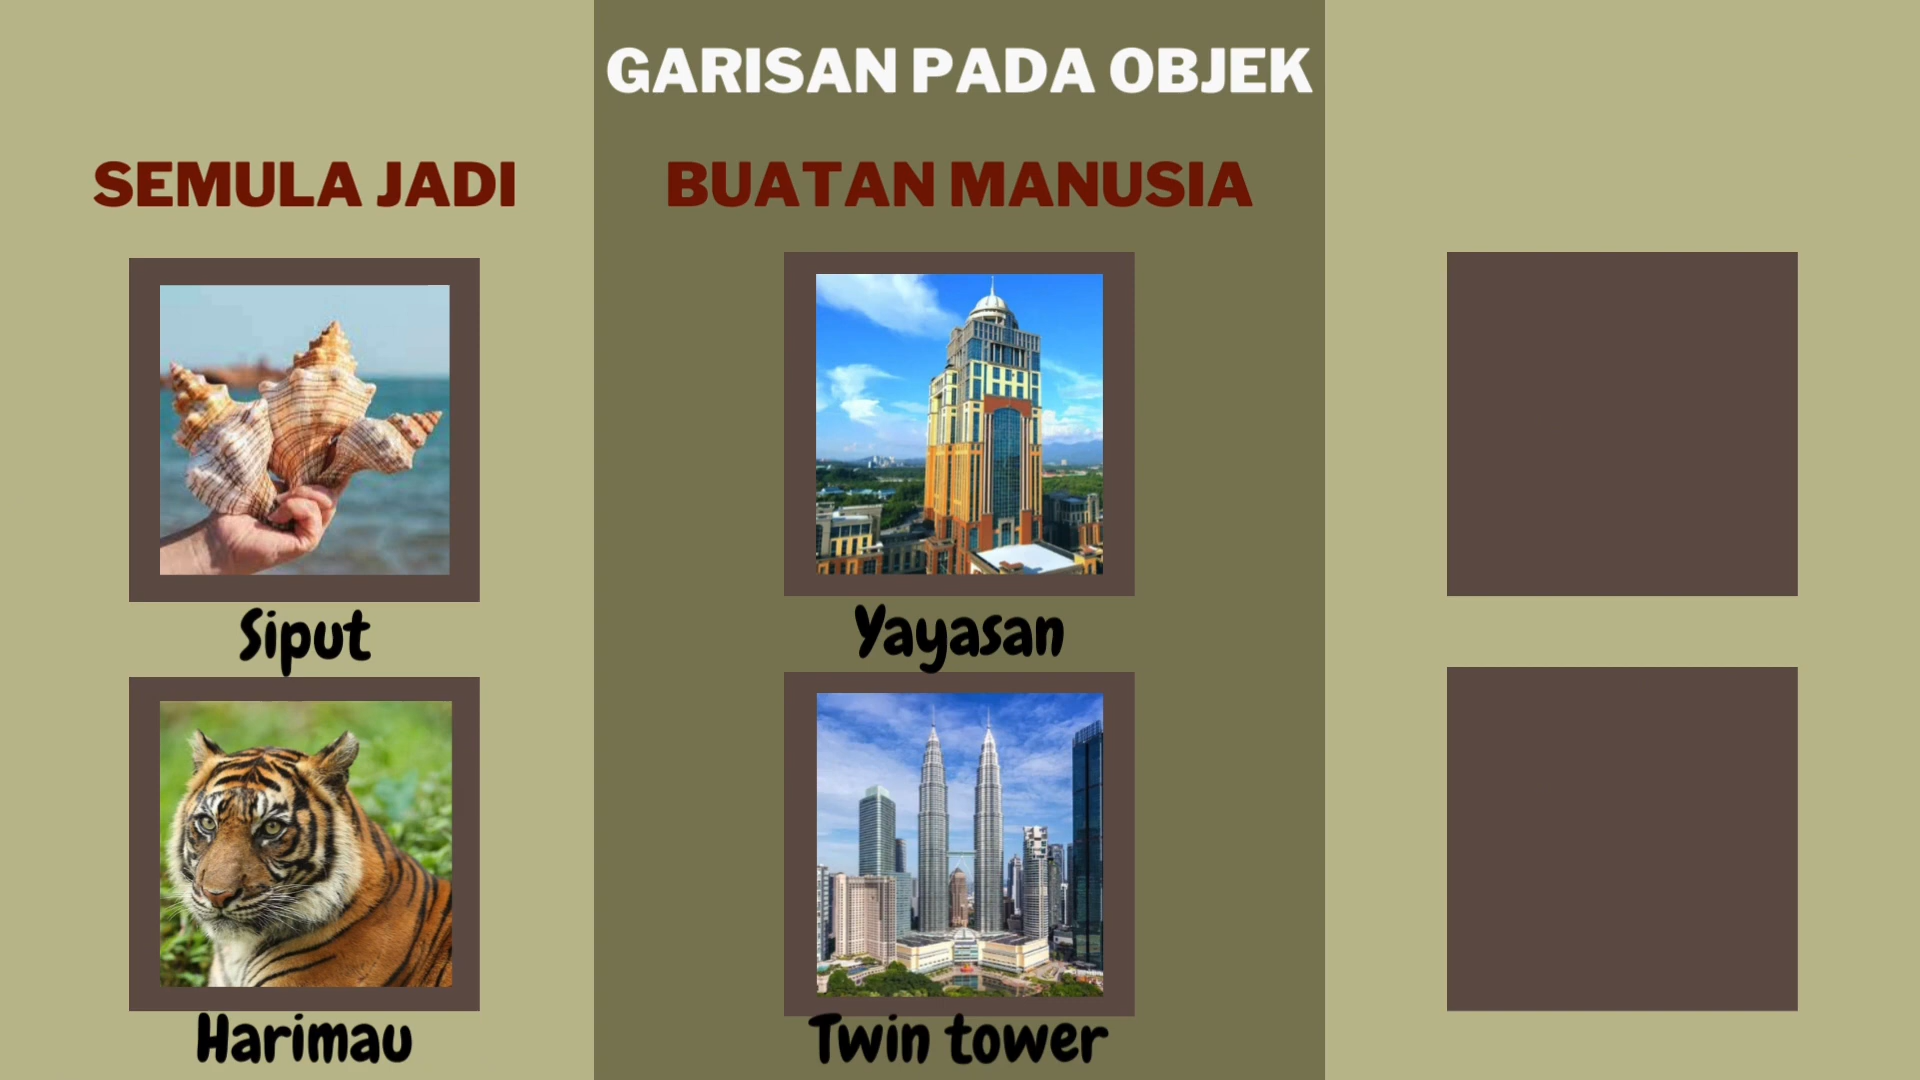 GARISAN PADA OBJEK
SEMULA JADI
BUATAN MANUSIA
Siput
Yayasan
Harimau
Twin tower